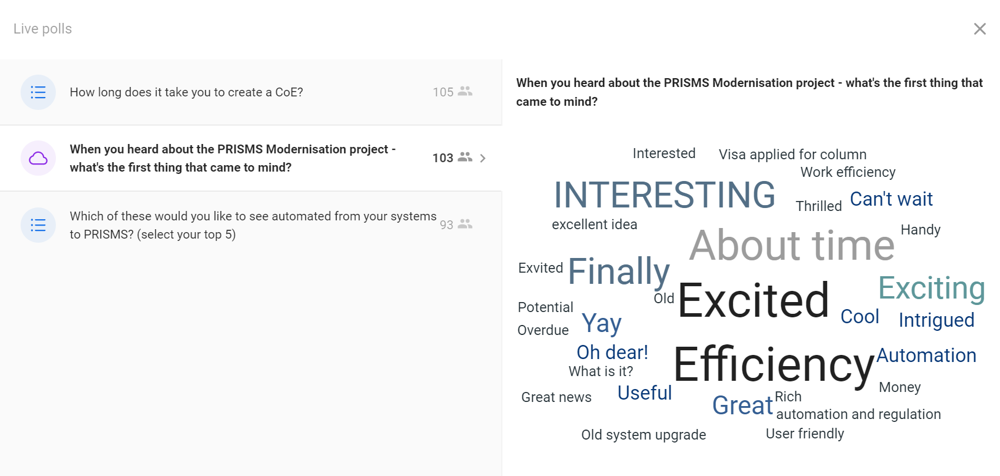 Live polls
How long does it take you to create a CoE?
105
When you heard about the PRISMS Modernisation project -
what's the first thing that came to mind?
103
Which of these would you like to see automated from your systems
to PRISMS? (select your top 5)
93
When you heard about the PRISMS Modernisation project - what's the first thing that
came to mind?
Interested
Visa applied for column
Work efficiency
INTERESTING
Thrilled
Can't wait
excellent idea
Handy
About time
Exvited
Finally
Exciting
Old
Excited
Potential
Cool
Intrigued
Overdue
Yay
Oh dear!
Efficiency
Automation
What is it?
Great news
Useful
Money
Great
Rich
automation and regulation
Old system upgrade
User friendly